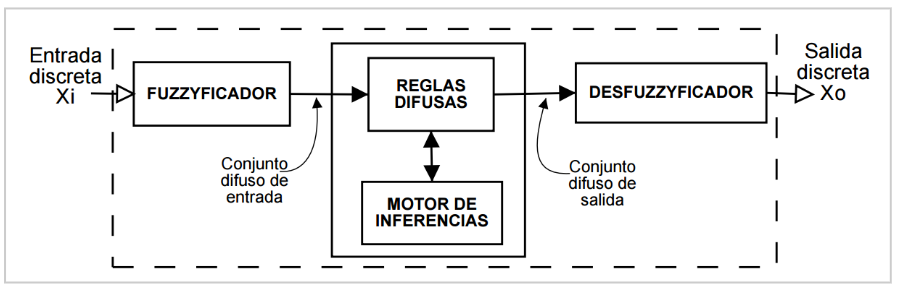 Entrada
discreta
Xi
FUZZYFICADOR
Conjunto
difuso de
entrada
REGLAS
DIFUSAS
MOTOR DE
INFERENCIAS
Conjunto
difuso de
salida
DESFUZZYFICADOR
Salida
discreta
Xo